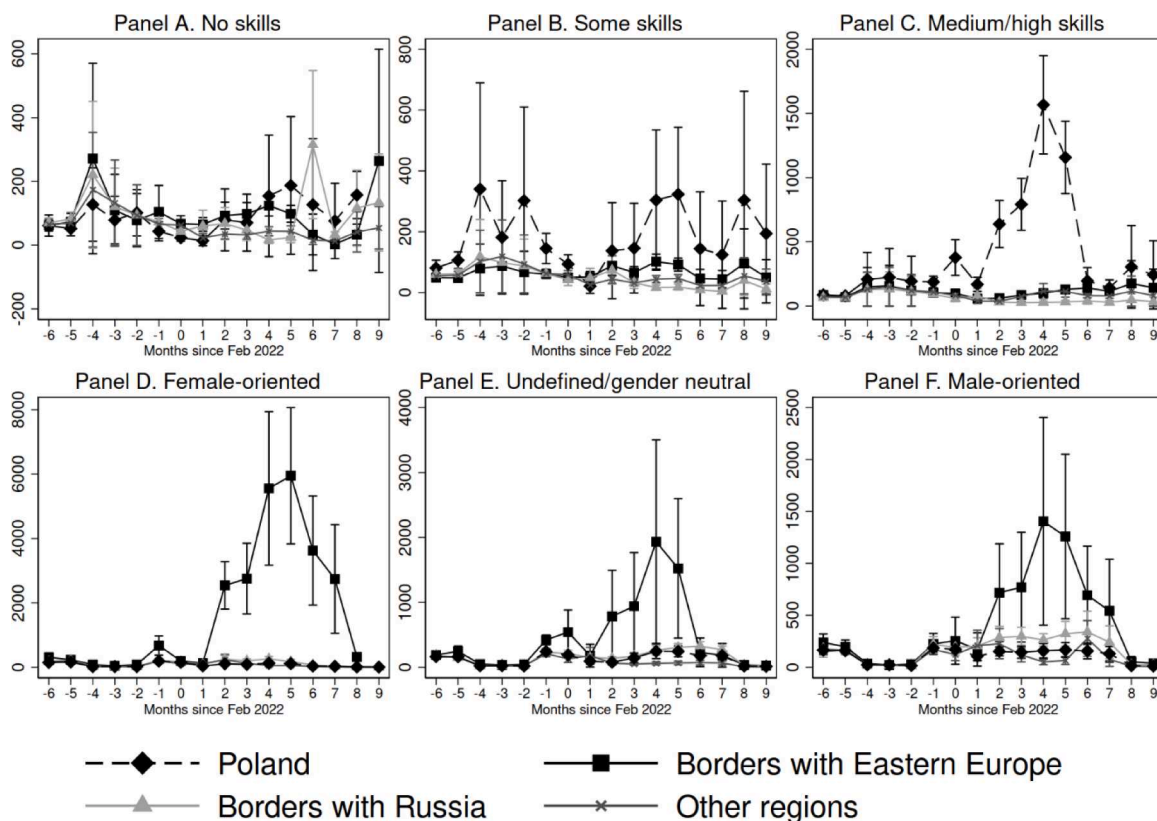 Panel A. No skills
600
400
200
0
-200
-6 -5 -4 -3 -2 -1 0 1 2 3 4 5 6 7 8 9
Months since Feb 2022
Panel B. Some skills
800
600
400
200
0
-6 -5 -4 -3 -2 -1 0 1 2 3 4 5 6 7 8 9
Months since Feb 2022
Panel C. Medium/high skills
2000
1500
1000
500
0
-6 -5 -4 -3 -2 -1 0 1 2 3 4 5 6 7 8 9
Months since Feb 2022
Panel D. Female-oriented
8000
6000
4000
2000
0
-6 -5 -4 -3 -2 -1 0 1 2 3 4 5 6 7 8 9
Months since Feb 2022
Panel E. Undefined/gender neutral
4000
3000
2000
1000
0
-6 -5 -4 -3 -2 -1 0 1 2 3 4 5 6 7 8 9
Months since Feb 2022
Panel F. Male-oriented
2500
2000
1500
1000
500
0
-6 -5 -4 -3 -2 -1 0 1 2 3 4 5 6 7 8 9
Months since Feb 2022
Poland
Borders with Eastern Europe
Borders with Russia
Other regions